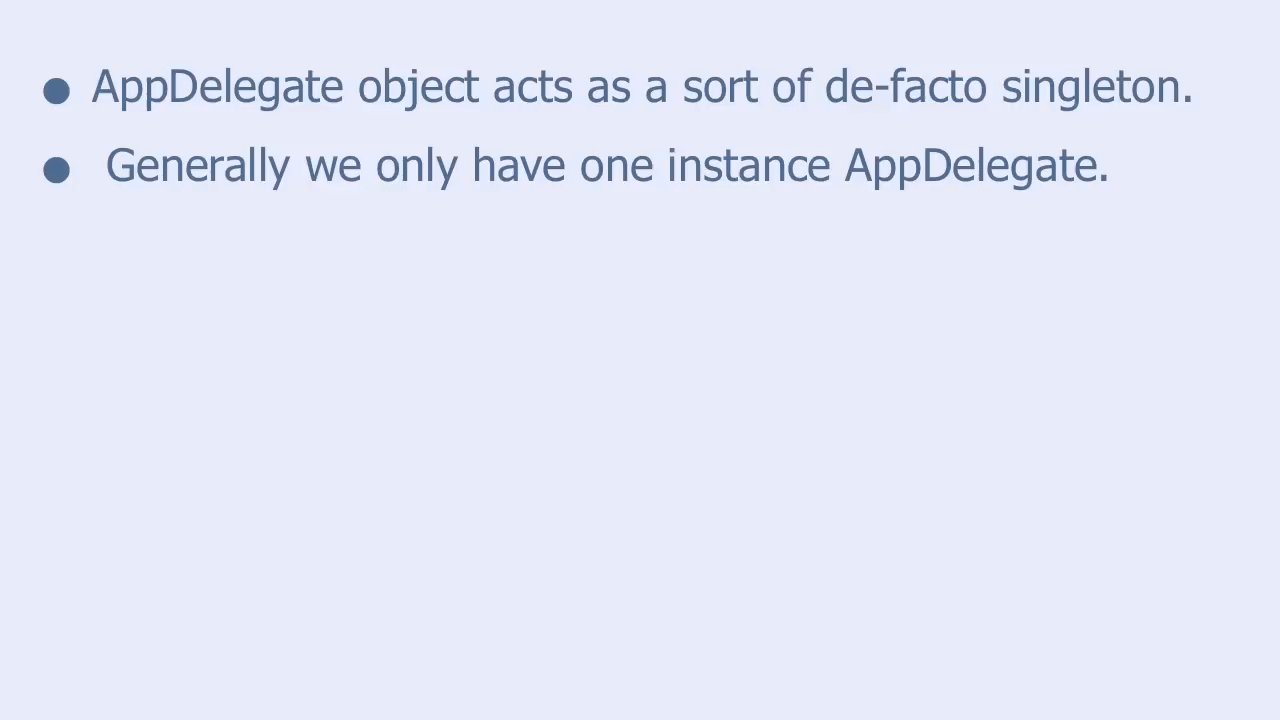 ● AppDelegate object acts as a sort of de-facto singleton.
● Generally we only have one instance AppDelegate.